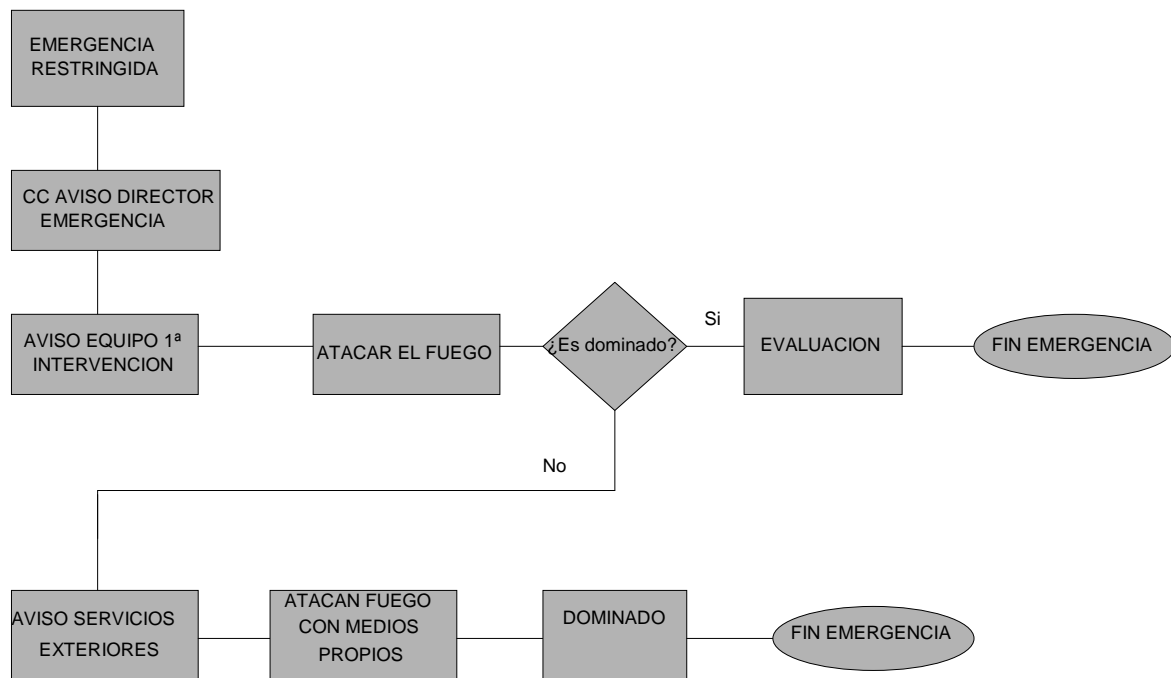 EMERGENCIA
RESTRINGIDA
CC AVISO DIRECTOR
EMERGENCIA
AVISO EQUIPO 1ª
INTERVENCION
ATACAR EL FUEGO
¿Es dominado?
Si
EVALUACION
FIN EMERGENCIA
No
AVISO SERVICIOS
EXTERIORES
ATACAN FUEGO
CON MEDIOS
PROPIOS
DOMINADO
FIN EMERGENCIA